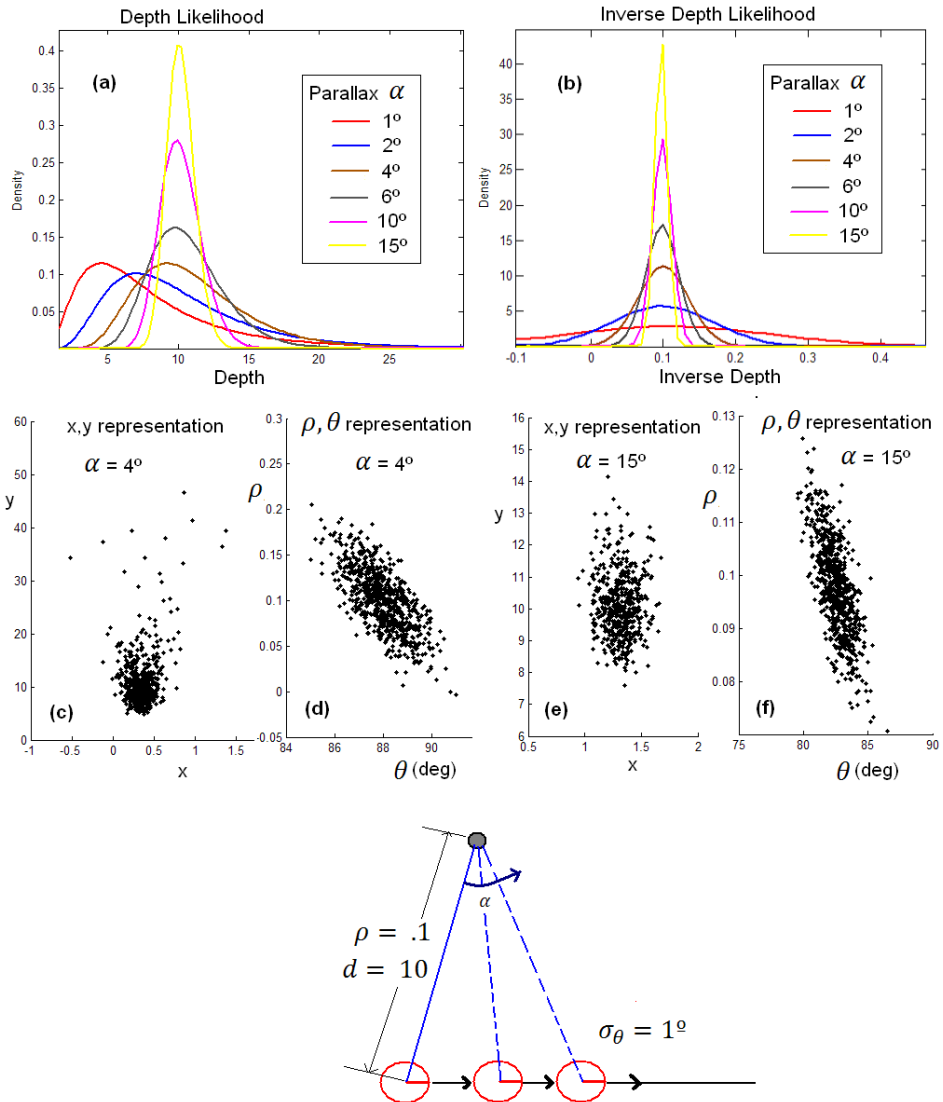 Depth Likelihood
(a)
Parallax α
1º
2º
4º
6º
10º
15º
Density
0.4
0.35
0.3
0.25
0.2
0.15
0.1
0.05
5
10
15
20
25
Depth
Inverse Depth Likelihood
(b)
Parallax α
1º
2º
4º
6º
10º
15º
Density
40
35
30
25
20
15
10
5
-0.1
0
0.1
0.2
0.3
0.4
Inverse Depth
x,y representation
α = 4º
y
60
50
40
30
20
10
0
(c)
-1
-0.5
0
0.5
1
1.5
x
ρ, θ representation
α = 4º
ρ
0.3
0.25
0.2
0.15
0.1
0.05
0
-0.05
(d)
84
86
88
90
θ (deg)
x,y representation
α = 15º
y
16
15
14
13
12
11
10
9
8
7
6
(e)
0.5
1
1.5
2
x
ρ, θ representation
α = 15º
ρ
0.13
0.12
0.11
0.1
0.09
0.08
(f)
75
80
85
90
θ (deg)
α
ρ = .1
d = 10
σθ = 1º